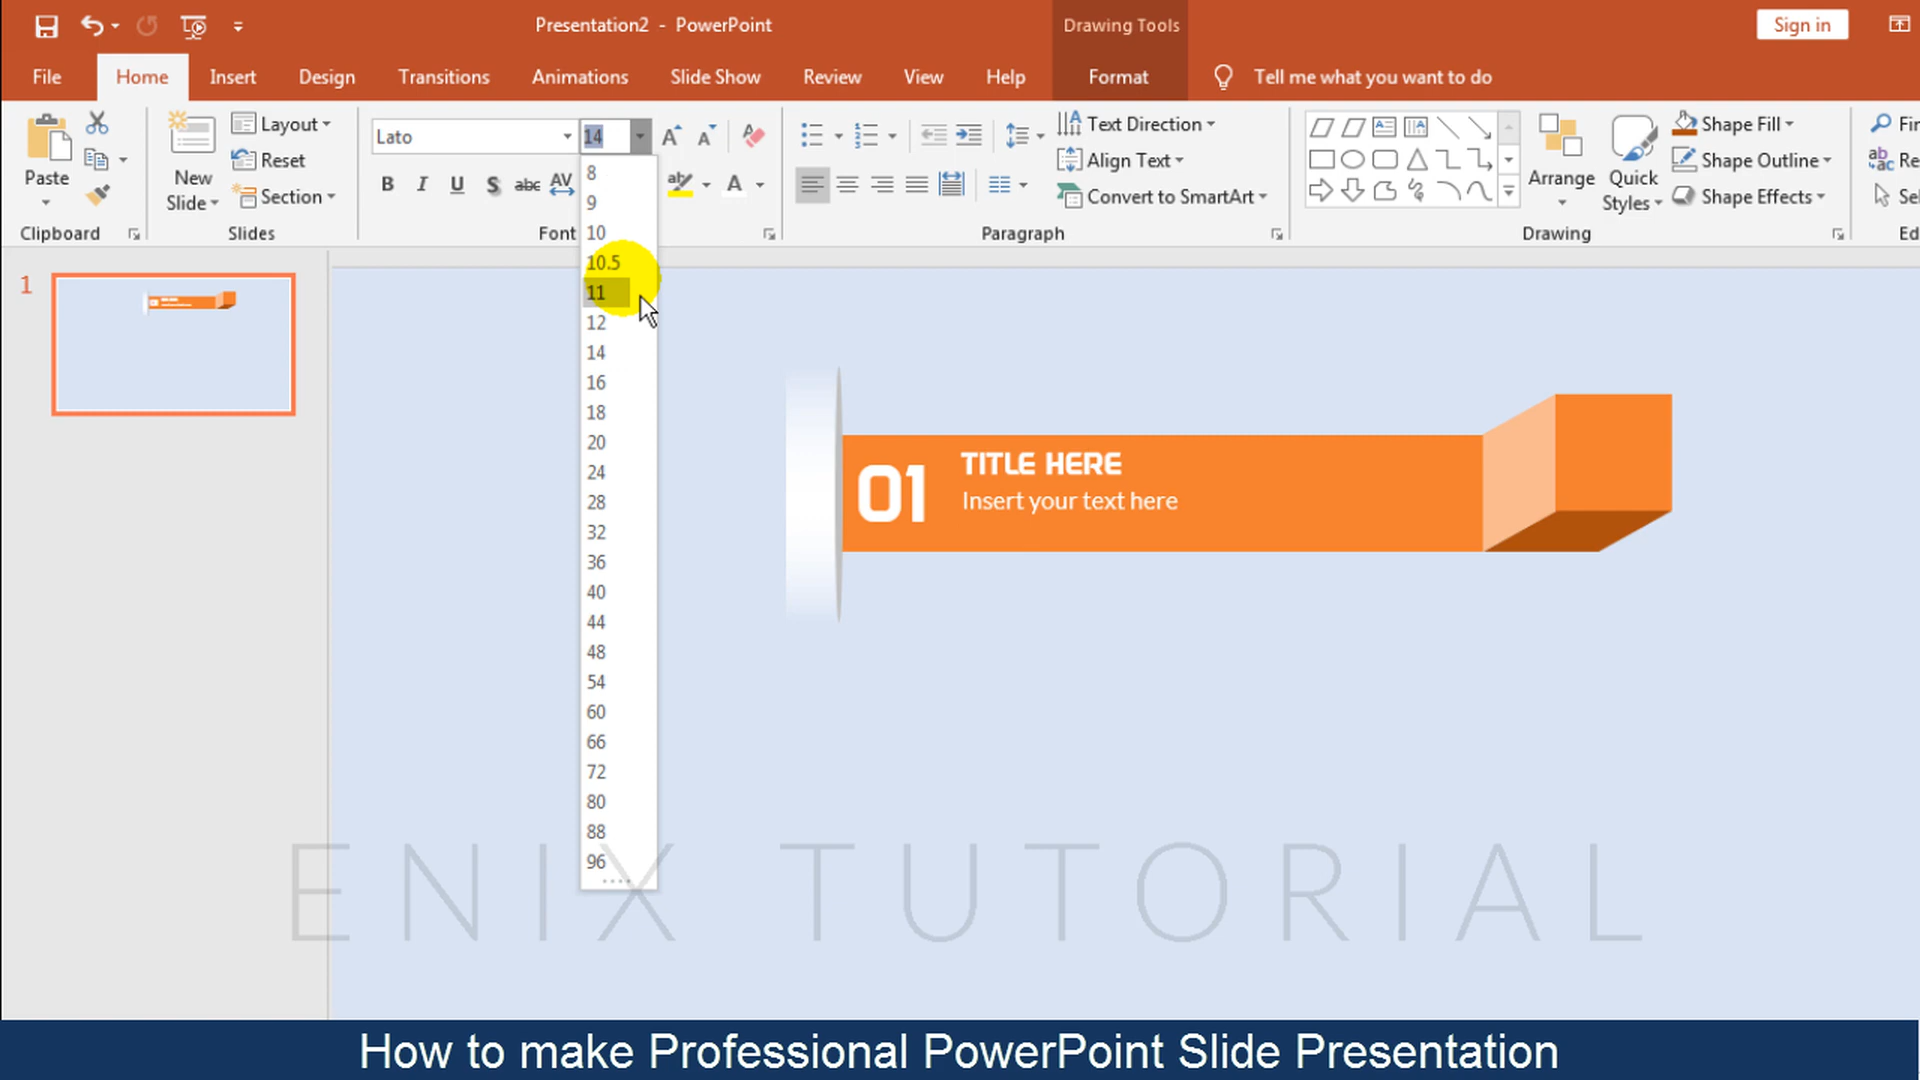 Presentation2 - PowerPoint
Drawing Tools
Sign in
File
Home
Insert
Design
Transitions
Animations
Slide Show
Review
View
Help
Format
Tell me what you want to do
Paste
Clipboard
New
Slide
Layout
Reset
Section
Slides
Lato
14
B
I
U
S
abc
AV
A
Font
Text Direction
Align Text
Convert to SmartArt
Paragraph
Arrange
Quick
Styles
Shape Fill
Shape Outline
Shape Effects
Drawing
8
9
10
10.5
11
12
14
16
18
20
24
28
32
36
40
44
48
54
60
66
72
80
88
96
1
01
TITLE HERE
Insert your text here
ENIX TUTORIAL
How to make Professional PowerPoint Slide Presentation